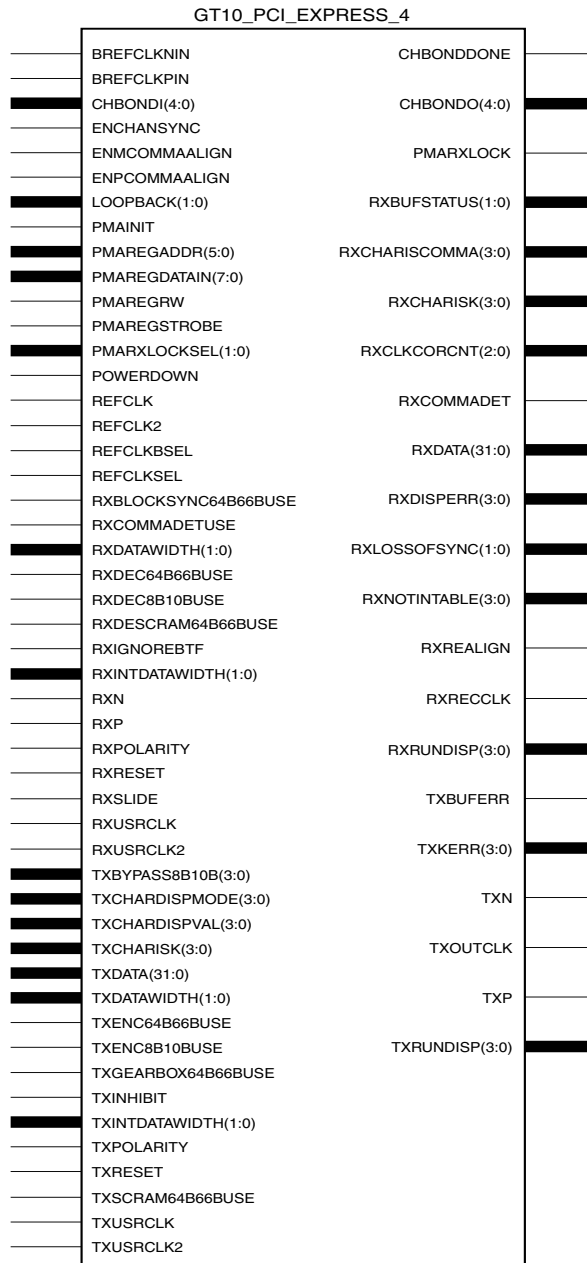 GT10_PCI_EXPRESS_4
BREFCLKNIN
BREFCLKPIN
CHBONDI(4:0)
ENCHANSYNC
ENMCOMMAALIGN
ENPCOMMAALIGN
LOOPBACK(1:0)
PMAINIT
PMAREGADDR(5:0)
PMAREGDATAIN(7:0)
PMAREGRW
PMAREGSTROBE
PMARXLOCKSEL(1:0)
POWERDOWN
REFCLK
REFCLK2
REFCLKBSEL
REFCLKSEL
RXBLOCKSYNC64B66BUSE
RXCOMMADETUSE
RXDATAWIDTH(1:0)
RXDEC64B66BUSE
RXDEC8B10BUSE
RXDESCRAM64B66BUSE
RXIGNOREBTF
RXINTDATAWIDTH(1:0)
RXN
RXP
RXPOLARITY
RXRESET
RXSLIDE
RXUSRCLK
RXUSRCLK2
TXBYPASS8B10B(3:0)
TXCHARDISPMODE(3:0)
TXCHARDISPVAL(3:0)
TXCHARISK(3:0)
TXDATA(31:0)
TXDATAWIDTH(1:0)
TXENC64B66BUSE
TXENC8B10BUSE
TXGEARBOX64B66BUSE
TXINHIBIT
TXINTDATAWIDTH(1:0)
TXPOLARITY
TXRESET
TXSCRAM64B66BUSE
TXUSRCLK
TXUSRCLK2
CHBONDDONE
CHBONDO(4:0)
PMARXLOCK
RXBUFSTATUS(1:0)
RXCHARISCOMMA(3:0)
RXCHARISK(3:0)
RXCLKCORCNT(2:0)
RXCOMMADET
RXDATA(31:0)
RXDISPERR(3:0)
RXLOSSOFSYNC(1:0)
RXNOTINTABLE(3:0)
RXREALIGN
RXRECCLK
RXRUNDISP(3:0)
TXBUFERR
TXKERR(3:0)
TXN
TXOUTCLK
TXP
TXRUNDISP(3:0)